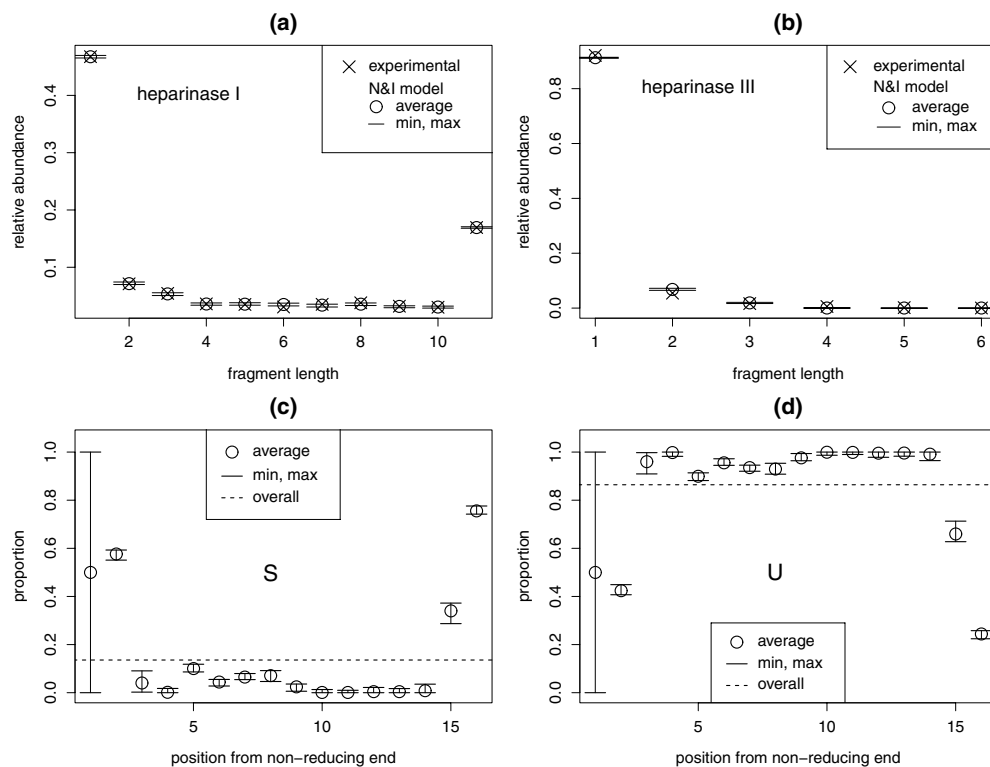 (a)
relative abundance
0.1
0.2
0.3
0.4
heparinase I
experimental
N&I model
average
min, max
2
4
6
8
10
fragment length
(b)
relative abundance
0.0
0.2
0.4
0.6
0.8
heparinase III
experimental
N&I model
average
min, max
1
2
3
4
5
6
fragment length
(c)
proportion
0.0
0.2
0.4
0.6
0.8
1.0
average
min, max
overall
S
5
10
15
position from non−reducing end
(d)
proportion
0.0
0.2
0.4
0.6
0.8
1.0
U
average
min, max
overall
5
10
15
position from non−reducing end